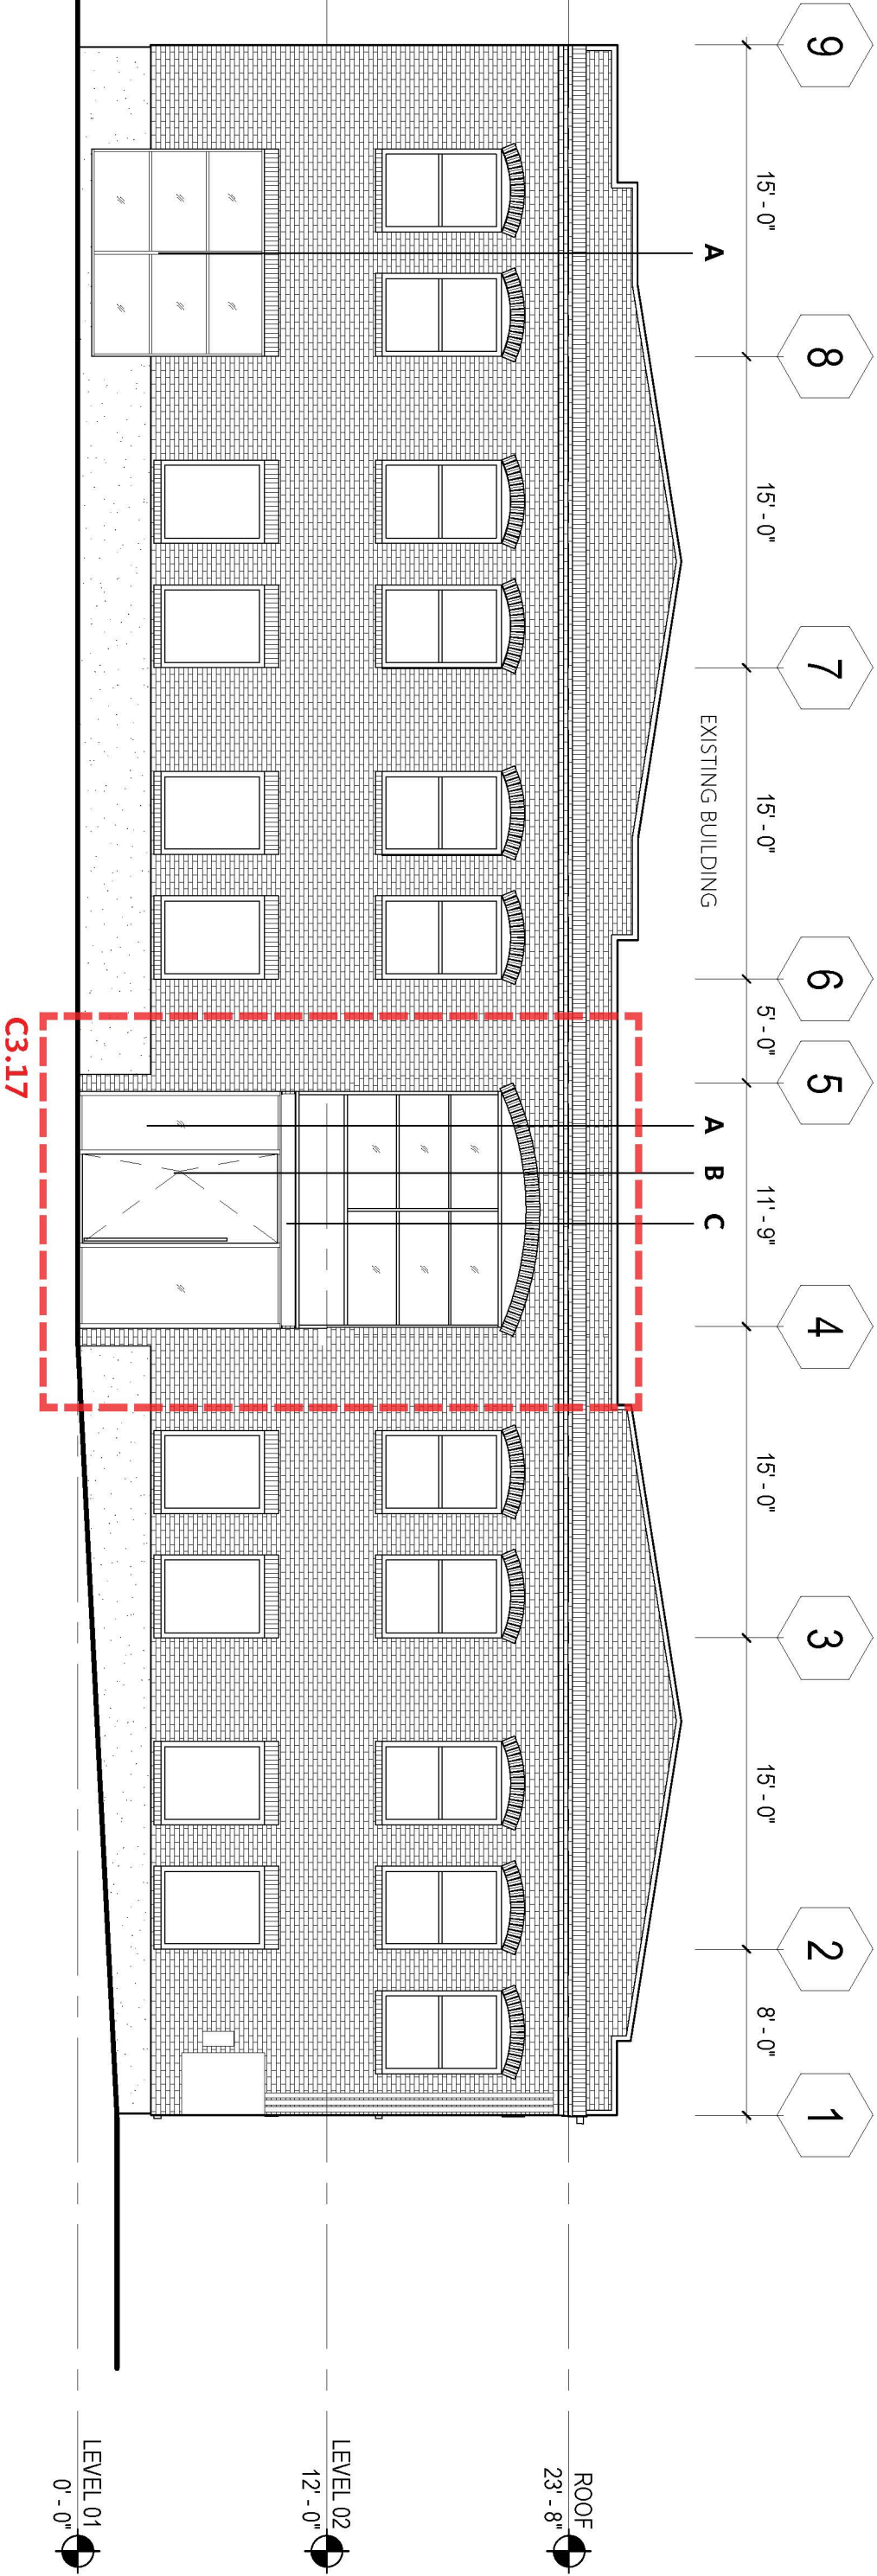 9
8
7
6
5
4
3
2
1
15' - 0"
15' - 0"
15' - 0"
5' - 0"
11' - 9"
15' - 0"
15' - 0"
8' - 0"
A
EXISTING BUILDING
A
B
C
ROOF
23' - 8"
LEVEL 02
12' - 0"
LEVEL 01
0' - 0"
C3.17